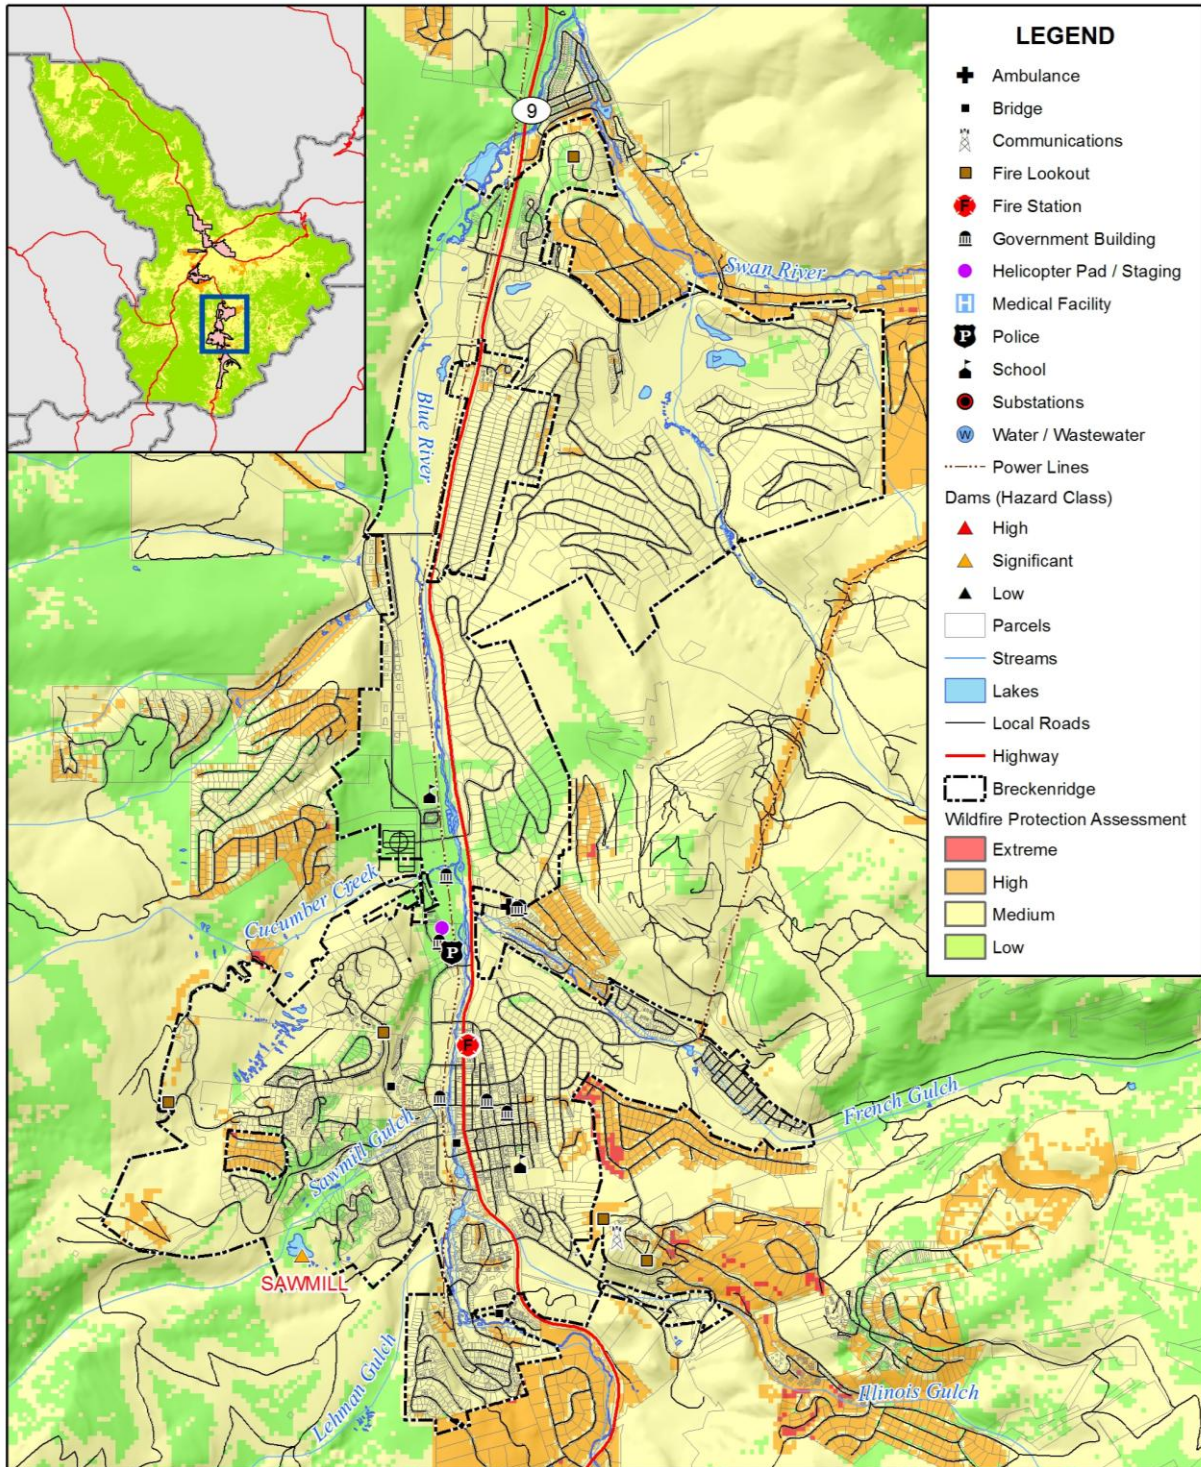 LEGEND
Ambulance
Bridge
Communications
Fire Lookout
F
Fire Station
Government Building
Helicopter Pad / Staging
H
Medical Facility
P
Police
School
Substations
W
Water / Wastewater
Power Lines
Dams (Hazard Class)
High
Significant
Low
Parcels
Streams
Lakes
Local Roads
Highway
Breckenridge
Wildfire Protection Assessment
Extreme
High
Medium
Low
9
Swan River
Blue River
Cucumber Creek
P
F
French Gulch
Sawmill Gulch
SAWMILL
Lehman Gulch
Illinois Gulch